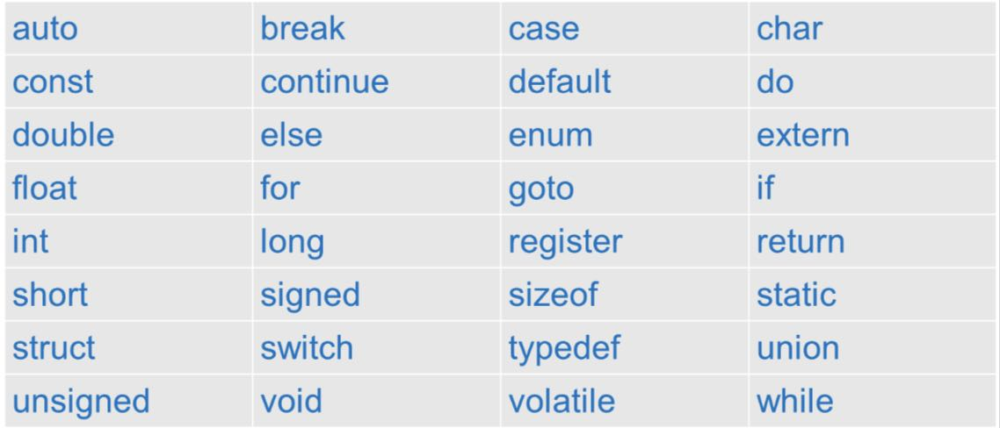 auto break case char
const continue default do
double else enum extern
float for goto if
int long register return
short signed sizeof static
struct switch typedef union
unsigned void volatile while